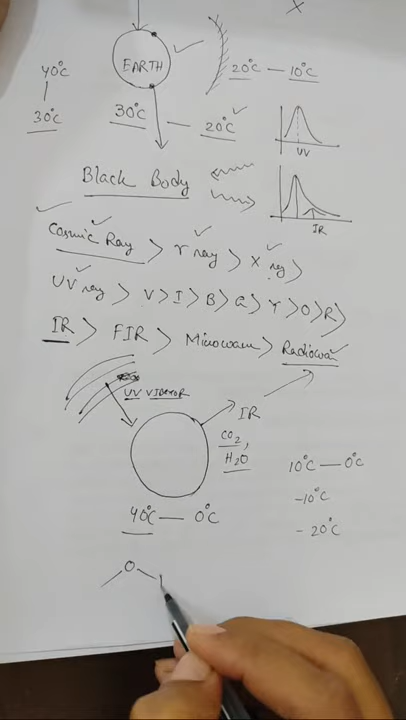 X
EARTH
40°C
30°C
30°C — 20°C
20°C — 10°C
UV
Black Body
IR
Cosmic Ray > γ ray > X ray >
UV ray > V > I > B > G > Y > O > R >
IR > FIR > Microwave > Radiowav
UV VIBGYOR
IR
CO2,
H2O
40°C — 0°C
10°C — 0°C
-10°C
- 20°C
O